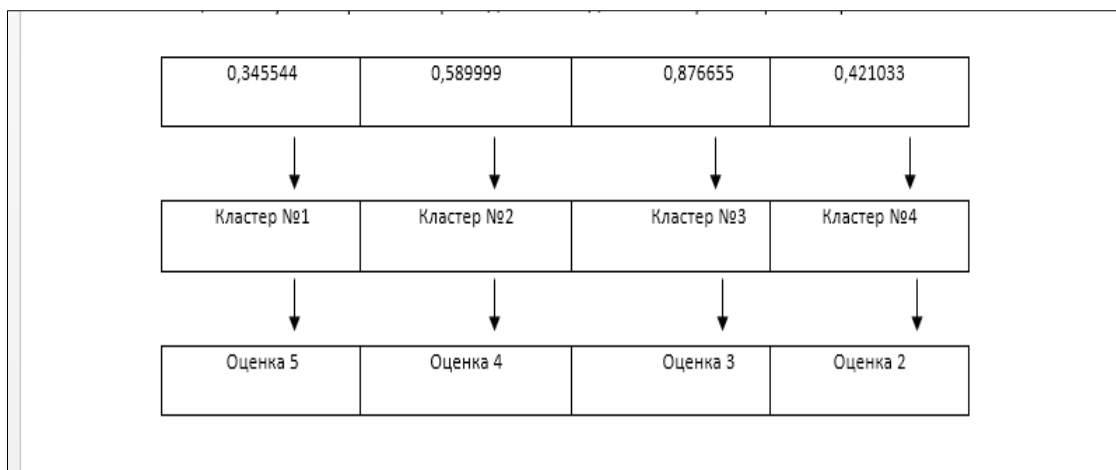 0,345544 0,589999 0,876655 0,421033
Кластер №1 Кластер №2 Кластер №3 Кластер №4
Оценка 5 Оценка 4 Оценка 3 Оценка 2